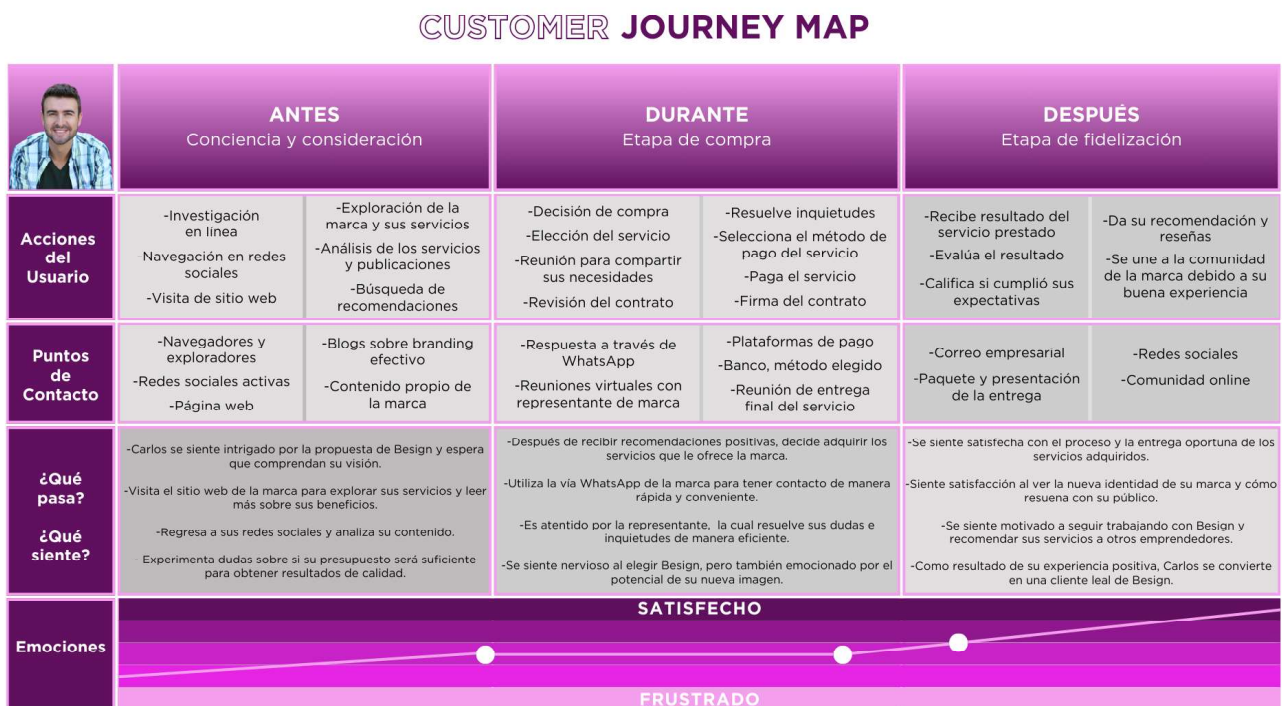 CUSTOMER JOURNEY MAP
ANTES
Conciencia y consideración
DURANTE
Etapa de compra
DESPUÉS
Etapa de fidelización
Acciones
del
Usuario
-Investigación
en línea
-Navegación en redes
sociales
-Visita de sitio web
-Exploración de la
marca y sus servicios
-Análisis de los servicios
y publicaciones
-Búsqueda de
recomendaciones
-Decisión de compra
-Elección del servicio
-Reunión para compartir
sus necesidades
-Revisión del contrato
-Resuelve inquietudes
-Selecciona el método de
pago del servicio
-Paga el servicio
-Firma del contrato
-Recibe resultado del
servicio prestado
-Evalúa el resultado
-Califica si cumplió sus
expectativas
-Da su recomendación y
reseñas
-Se une a la comunidad
de la marca debido a su
buena experiencia
Puntos
de
Contacto
-Navegadores y
exploradores
-Redes sociales activas
-Página web
-Blogs sobre branding
efectivo
-Contenido propio de
la marca
-Respuesta a través de
WhatsApp
-Reuniones virtuales con
representante de marca
-Plataformas de pago
-Banco, método elegido
-Reunión de entrega
final del servicio
-Correo empresarial
-Paquete y presentación
de la entrega
-Redes sociales
-Comunidad online
¿Qué
pasa?
¿Qué
siente?
-Carlos se siente intrigado por la propuesta de Besign y espera
que comprendan su visión.
-Visita el sitio web de la marca para explorar sus servicios y leer
más sobre sus beneficios.
-Regresa a sus redes sociales y analiza su contenido.
- Experimenta dudas sobre si su presupuesto será suficiente
para obtener resultados de calidad.
-Después de recibir recomendaciones positivas, decide adquirir los
servicios que le ofrece la marca.
-Utiliza la vía WhatsApp de la marca para tener contacto de manera
rápida y conveniente.
-Es atentido por la representante, la cual resuelve sus dudas e
inquietudes de manera eficiente.
-Se siente nervioso al elegir Besign, pero también emocionado por el
potencial de su nueva imagen.
-Se siente satisfecha con el proceso y la entrega oportuna de los
servicios adquiridos.
-Siente satisfacción al ver la nueva identidad de su marca y cómo
resuena con su público.
-Se siente motivado a seguir trabajando con Besign y
recomendar sus servicios a otros emprendedores.
-Como resultado de su experiencia positiva, Carlos se convierte
en una cliente leal de Besign.
Emociones
SATISFECHO
FRUSTRADO